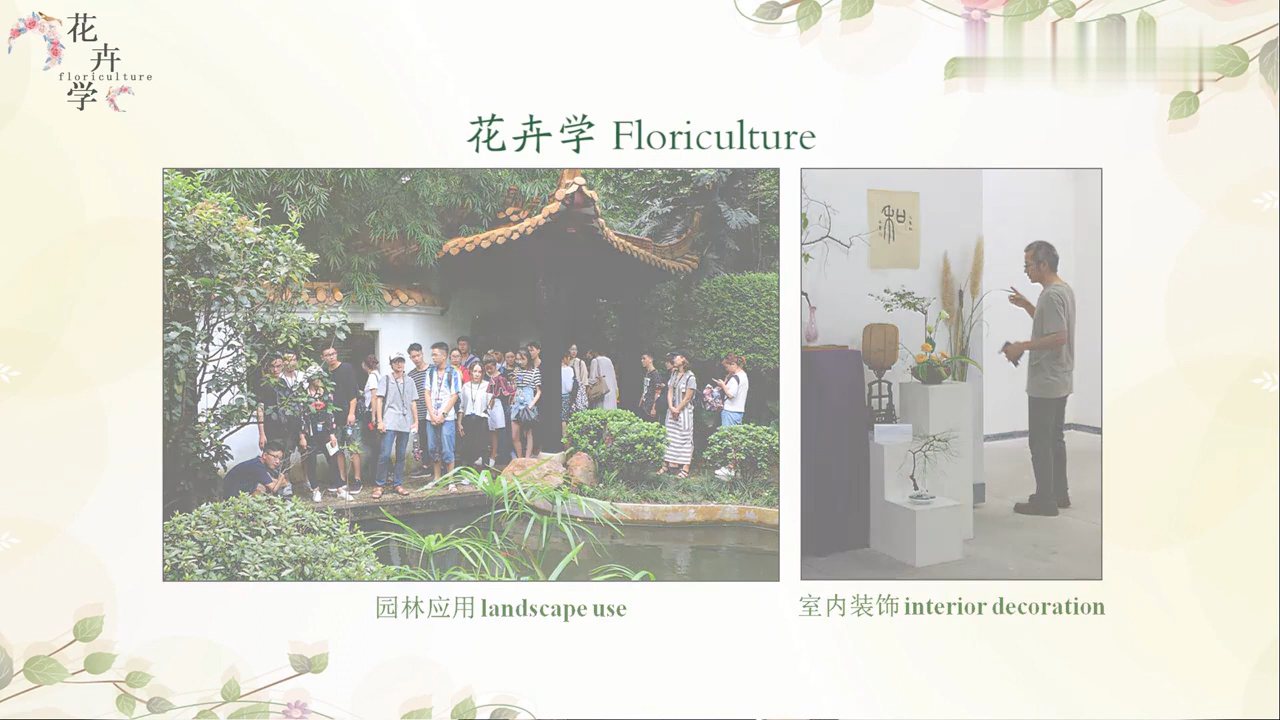 花
卉
floriculture
学
花卉学 Floriculture
和
园林应用 landscape use
室内装饰 interior decoration